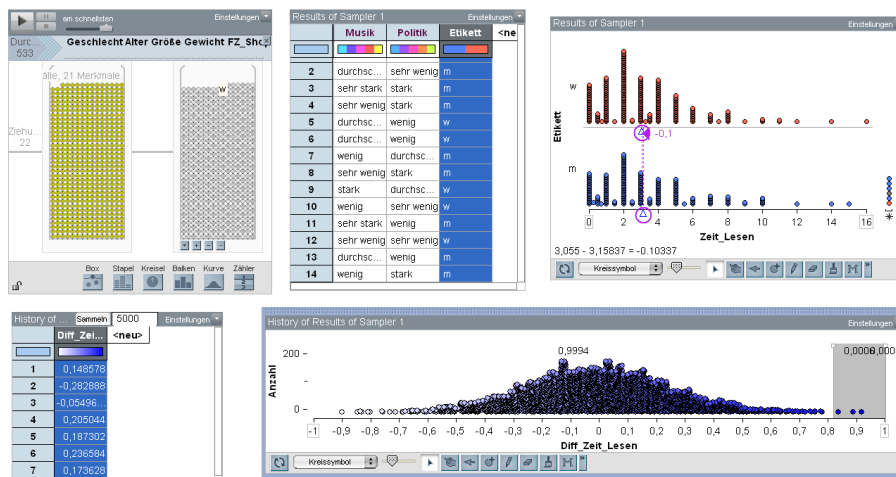 am schnellsten
Einstellungen
Durc...
533
Geschlecht Alter Größe Gewicht FZ_Sho
älle, 21 Merkmale
w
Ziehu...
22
Box Stapel Kreisel Balken Kurve Zähler
Results of Sampler 1 Einstellungen
Musik Politik Etikett <ne
2 durchsc... sehr wenig m
3 sehr stark stark m
4 sehr wenig stark m
5 durchsc... wenig w
6 durchsc... wenig w
7 wenig durchsc... m
8 sehr wenig stark m
9 stark durchsc... w
10 wenig sehr wenig w
11 sehr stark wenig m
12 sehr wenig sehr wenig w
13 durchsc... wenig m
14 wenig stark m
Results of Sampler 1 Einstellungen
w
-0,1
Etikett
m
0 2 4 6 8 10 12 14 16
Zeit_Lesen
3,055 - 3,15837 = -0.10337
Kreissymbol
History of ... Sammeln 5000 Einstellungen
Diff_Zei... <neu>
1 0,148578
2 -0,282888
3 -0,05496...
4 0,205044
5 0,187302
6 0,236584
7 0,173628
History of Results of Sampler 1 Einstellungen
0,9994
200
Anzahl
0
-1 -0,9 -0,8 -0,7 -0,6 -0,5 -0,4 -0,3 -0,2 -0,1 0 0,1 0,2 0,3 0,4 0,5 0,6 0,7 0,8 0,9 1
Diff_Zeit_Lesen
Kreissymbol